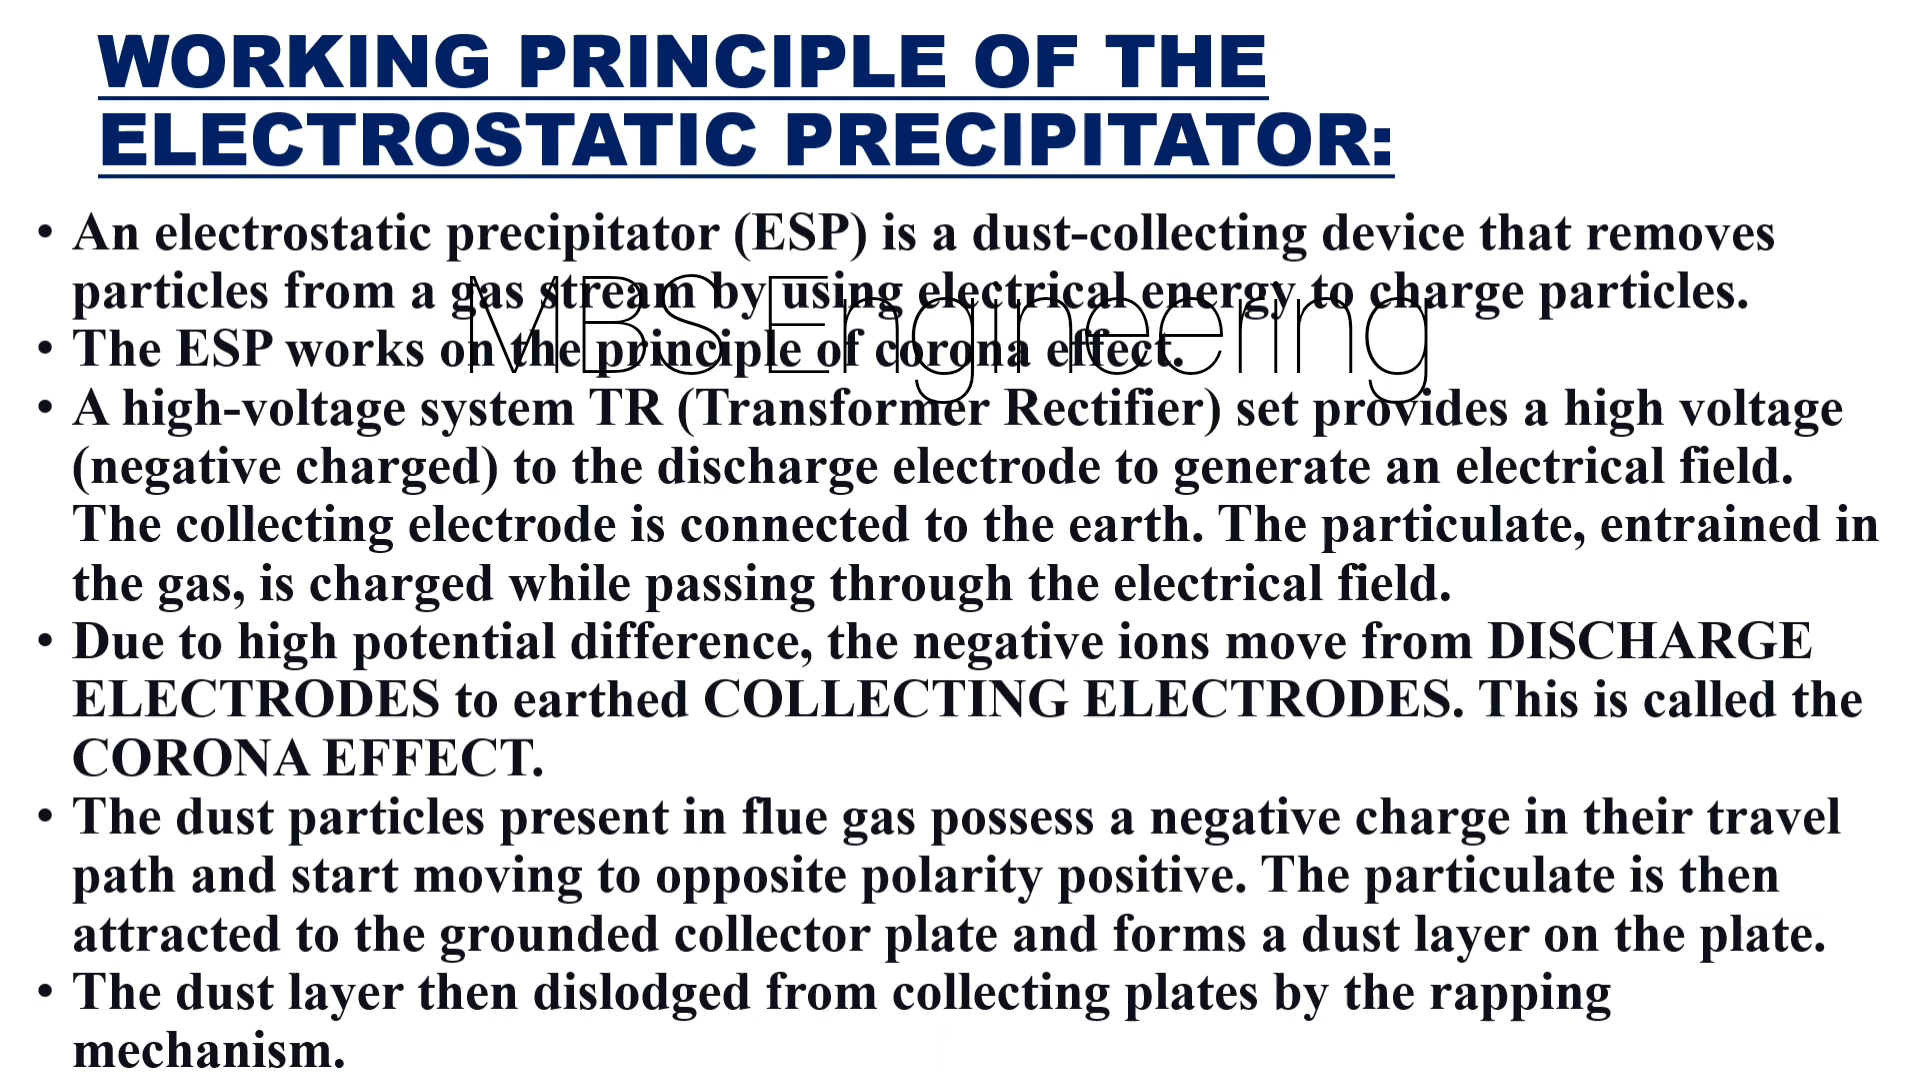 WORKING PRINCIPLE OF THE
ELECTROSTATIC PRECIPITATOR:
• An electrostatic precipitator (ESP) is a dust-collecting device that removes
particles from a gas stream by using electrical energy to charge particles.
MBS Engineering
• The ESP works on the principle of corona effect.
• A high-voltage system TR (Transformer Rectifier) set provides a high voltage
(negative charged) to the discharge electrode to generate an electrical field.
The collecting electrode is connected to the earth. The particulate, entrained in
the gas, is charged while passing through the electrical field.
• Due to high potential difference, the negative ions move from DISCHARGE
ELECTRODES to earthed COLLECTING ELECTRODES. This is called the
CORONA EFFECT.
• The dust particles present in flue gas possess a negative charge in their travel
path and start moving to opposite polarity positive. The particulate is then
attracted to the grounded collector plate and forms a dust layer on the plate.
• The dust layer then dislodged from collecting plates by the rapping
mechanism.